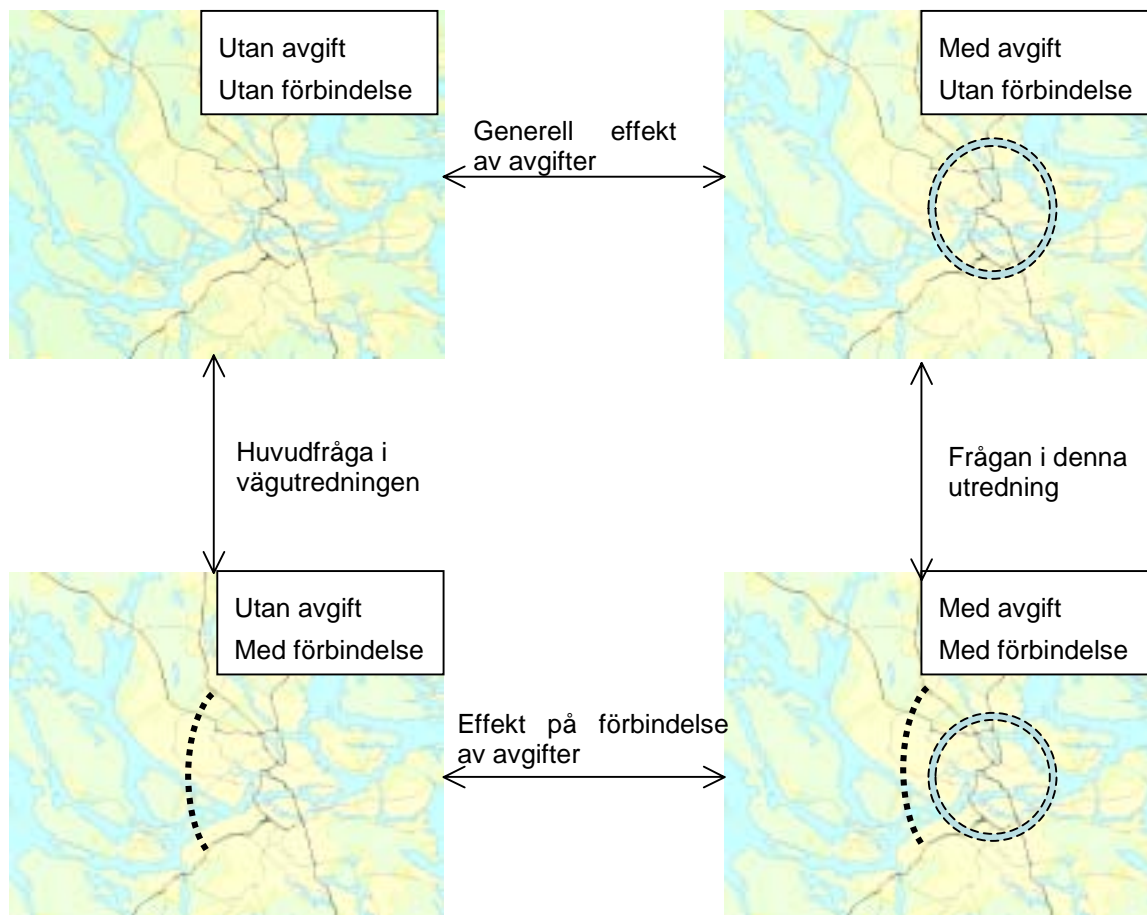 Utan avgift
Utan förbindelse
Med avgift
Utan förbindelse
Generell effekt
av avgifter
Huvudfråga i
vägutredningen
Frågan i denna
utredning
Utan avgift
Med förbindelse
Med avgift
Med förbindelse
Effekt på förbindelse
av avgifter